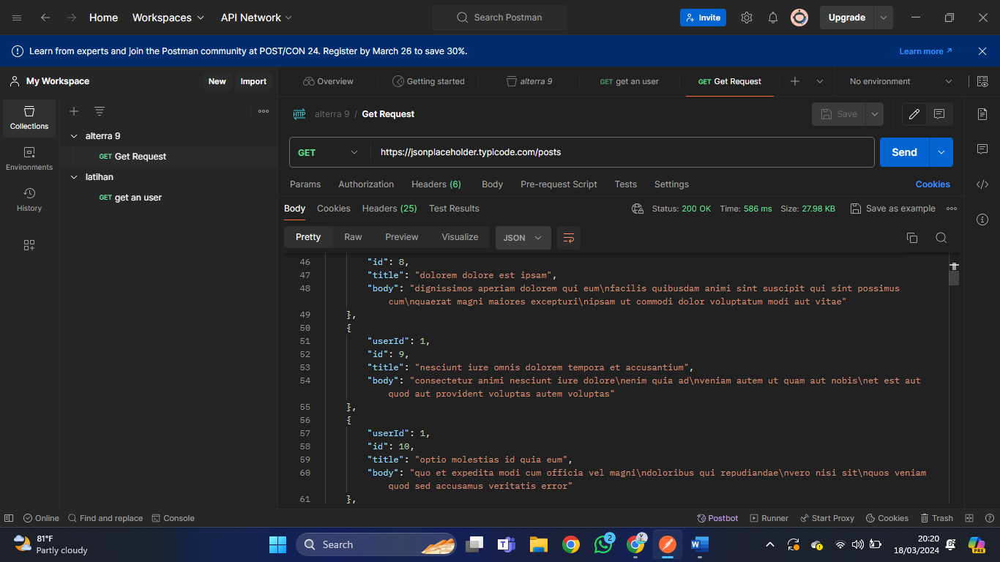 Home Workspaces API Network Search Postman Invite Upgrade
Learn from experts and join the Postman community at POST/CON 24. Register by March 26 to save 30%. Learn more
My Workspace New Import Overview Getting started alterra 9 GET get an user GET Get Request No environment
Collections
Environments
History
alterra 9
GET Get Request
latihan
GET get an user
HTTP alterra 9 / Get Request Save
GET https://jsonplaceholder.typicode.com/posts Send
Params Authorization Headers (6) Body Pre-request Script Tests Settings Cookies
Body Cookies Headers (25) Test Results Status: 200 OK Time: 586 ms Size: 27.98 KB Save as example
Pretty Raw Preview Visualize JSON
46 "id": 8,
47 "title": "dolorem dolore est ipsam",
48 "body": "dignissimos aperiam dolorem qui eum\nfacilis quibusdam animi sint suscipit qui sint possimus
cum\nquaerat magni maiores excepturi\nipsam ut commodi dolor voluptatum modi aut vitae"
49 },
50 {
51 "userId": 1,
52 "id": 9,
53 "title": "nesciunt iure omnis dolorem tempora et accusantium",
54 "body": "consectetur animi nesciunt iure dolore\nenim quia ad\nveniam autem ut quam aut nobis\net est aut
quod aut provident voluptas autem voluptas"
55 },
56 {
57 "userId": 1,
58 "id": 10,
59 "title": "optio molestias id quia eum",
60 "body": "quo et expedita modi cum officia vel magni\ndoloribus qui repudiandae\nvero nisi sit\nquos veniam
quod sed accusamus veritatis error"
61 },
Online Find and replace Console Postbot Runner Start Proxy Cookies Trash
81°F
Partly cloudy
Search
2
20:20
18/03/2024
PRE